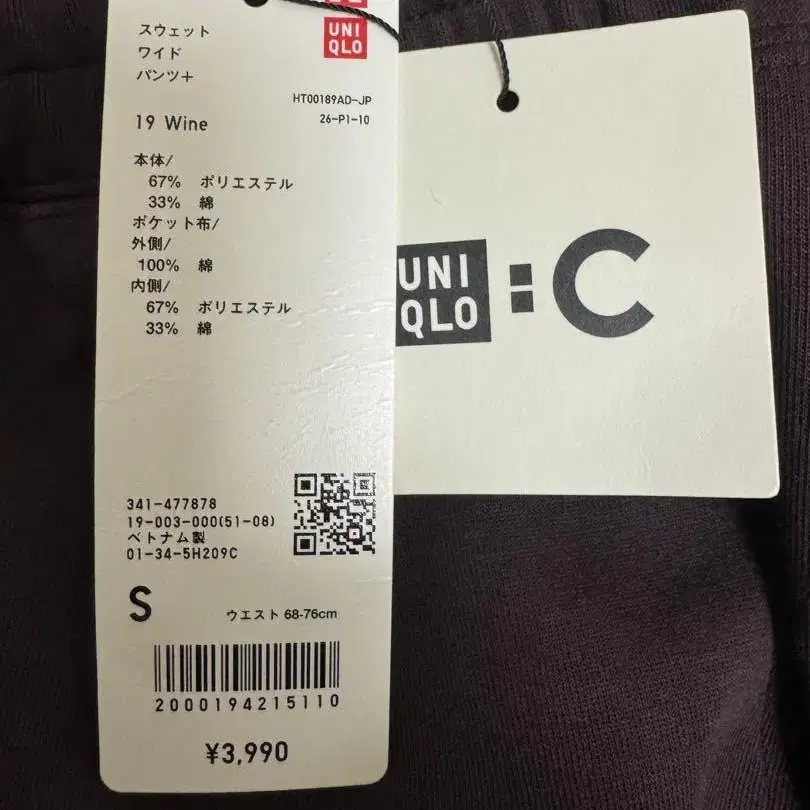 スウェット
ワイド
パンツ+
UNI
QLO
HT00189AD-JP
19 Wine
26-P1-10
本体/
67% ポリエステル
33% 綿
ポケット布/
外側/
100% 綿
内側/
67% ポリエステル
33% 綿
341-477878
19-003-000(51-08)
ベトナム製
01-34-5H209C
S
ウエスト 68-76cm
2000194215110
¥3,990
UNI
QLO
:C